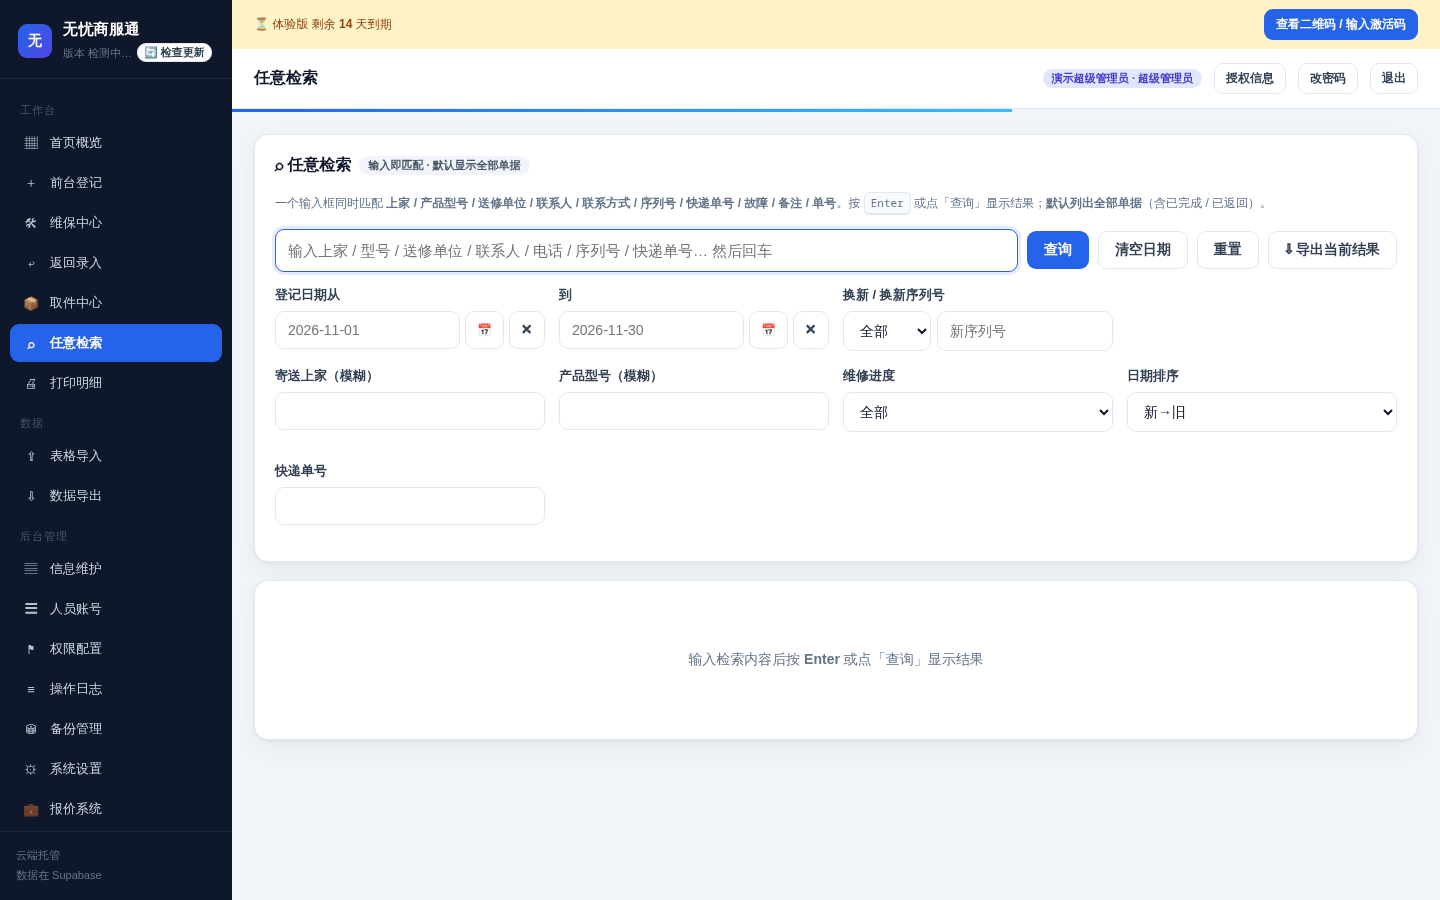 无
无忧商服通
版本 检测中…
🔄 检查更新
工作台
首页概览
前台登记
维保中心
返回录入
取件中心
任意检索
打印明细
数据
表格导入
数据导出
后台管理
信息维护
人员账号
权限配置
操作日志
备份管理
系统设置
报价系统
云端托管
数据在 Supabase
⏳ 体验版 剩余 14 天到期
查看二维码 / 输入激活码
任意检索
演示超级管理员 · 超级管理员
授权信息
改密码
退出
⌕ 任意检索
输入即匹配 · 默认显示全部单据
一个输入框同时匹配 上家 / 产品型号 / 送修单位 / 联系人 / 联系方式 / 序列号 / 快递单号 / 故障 / 备注 / 单号。按 Enter 或点「查询」显示结果；默认列出全部单据（含已完成 / 已返回）。
输入上家 / 型号 / 送修单位 / 联系人 / 电话 / 序列号 / 快递单号… 然后回车
查询
清空日期
重置
⇩导出当前结果
登记日期从
到
换新 / 换新序列号
2026-11-01
2026-11-30
全部
新序列号
寄送上家（模糊）
产品型号（模糊）
维修进度
日期排序
全部
新→旧
快递单号
输入检索内容后按 Enter 或点「查询」显示结果